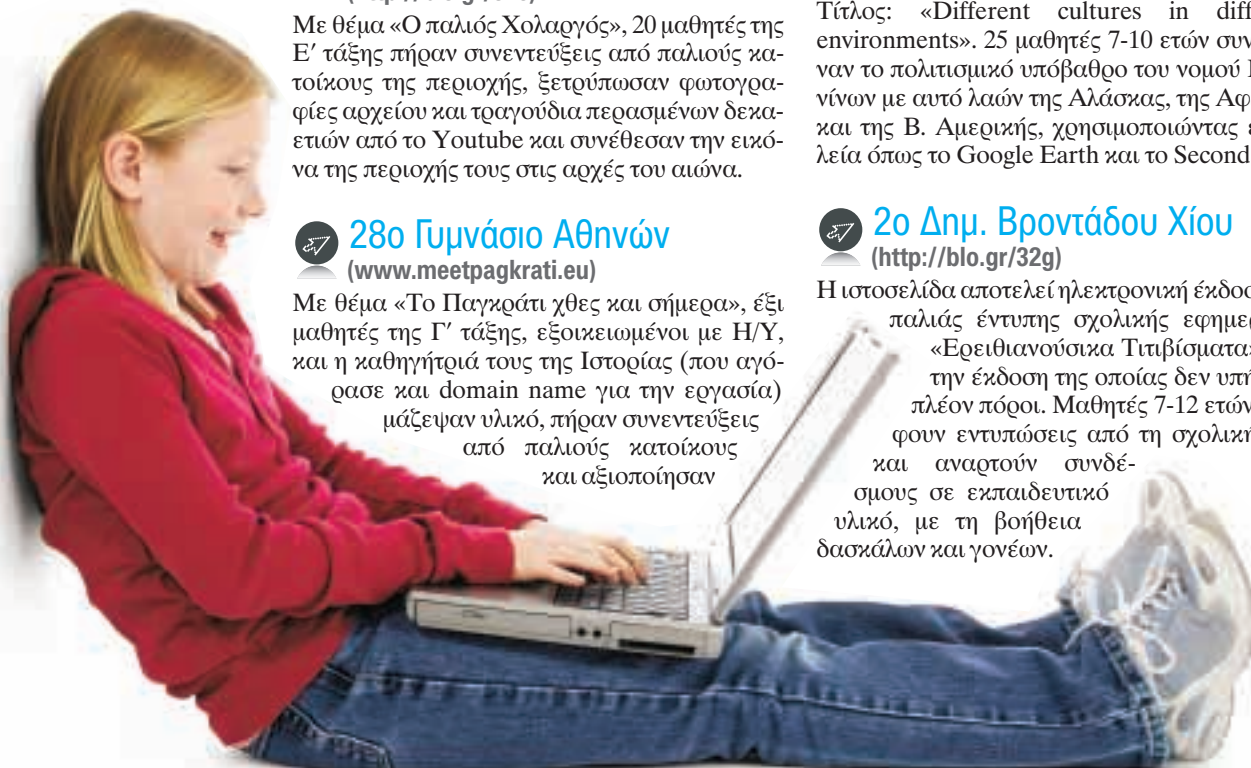 Με θέμα «Ο παλιός Χολαργός», 20 μαθητές της
Ε′ τάξης πήραν συνεντεύξεις από παλιούς κα-
τοίκους της περιοχής, ξετρύπωσαν φωτογρα-
φίες αρχείου και τραγούδια περασμένων δεκα-
ετιών από το Youtube και συνέθεσαν την εικό-
να της περιοχής τους στις αρχές του αιώνα.
28ο Γυμνάσιο Αθηνών
(www.meetpagkrati.eu)
Με θέμα «Το Παγκράτι χθες και σήμερα», έξι
μαθητές της Γ′ τάξης, εξοικειωμένοι με Η/Υ,
και η καθηγήτριά τους της Ιστορίας (που αγό-
ρασε και domain name για την εργασία)
μάζεψαν υλικό, πήραν συνεντεύξεις
από παλιούς κατοίκους
και αξιοποίησαν
Τίτλος: «Different cultures in diff
environments». 25 μαθητές 7-10 ετών συν
ναν το πολιτισμικό υπόβαθρο του νομού
νίνων με αυτό λαών της Αλάσκας, της Αφ
και της Β. Αμερικής, χρησιμοποιώντας ε
λεία όπως το Google Earth και το Second
2ο Δημ. Βροντάδου Χίου
(http://blo.gr/32g)
Η ιστοσελίδα αποτελεί ηλεκτρονική έκδοσ
παλιάς έντυπης σχολικής εφημερ
«Ερειθιανούσικα Τιτιβίσματα»
την έκδοση της οποίας δεν υπή
πλέον πόροι. Μαθητές 7-12 ετών
φουν εντυπώσεις από τη σχολική
και αναρτούν συνδέ-
σμους σε εκπαιδευτικό
υλικό, με τη βοήθεια
δασκάλων και γονέων.